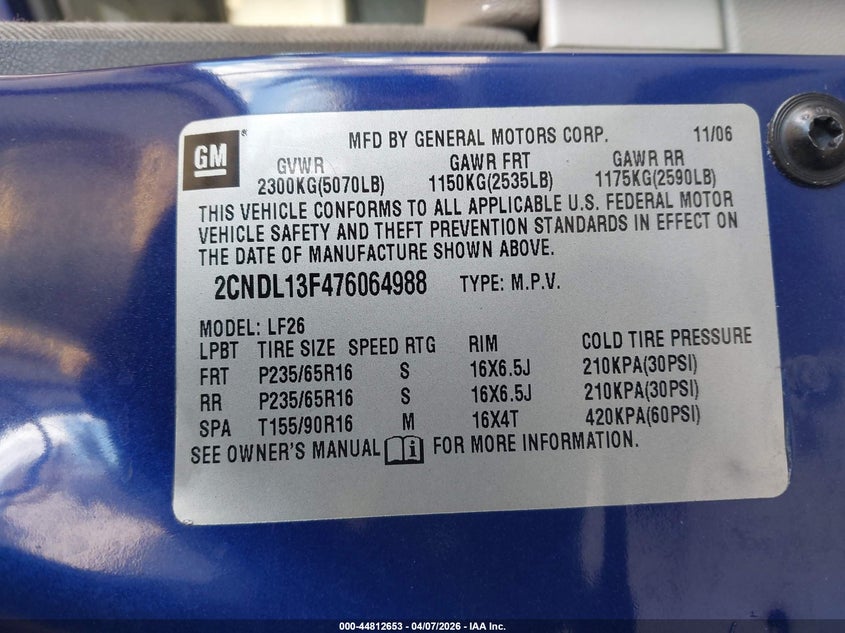 GM
MFD BY GENERAL MOTORS CORP. 11/06
GVWR GAWR FRT GAWR RR
2300KG(5070LB) 1150KG(2535LB) 1175KG(2590LB)
THIS VEHICLE CONFORMS TO ALL APPLICABLE U.S. FEDERAL MOTOR
VEHICLE SAFETY AND THEFT PREVENTION STANDARDS IN EFFECT ON
THE DATE OF MANUFACTURE SHOWN ABOVE.
2CNDL13F476064988 TYPE: M.P.V.
MODEL: LF26
LPBT TIRE SIZE SPEED RTG RIM COLD TIRE PRESSURE
FRT P235/65R16 S 16X6.5J 210KPA(30PSI)
RR P235/65R16 S 16X6.5J 210KPA(30PSI)
SPA T155/90R16 M 16X4T 420KPA(60PSI)
SEE OWNER'S MANUAL i FOR MORE INFORMATION.
000-44812653 - 04/07/2026 - IAA Inc.